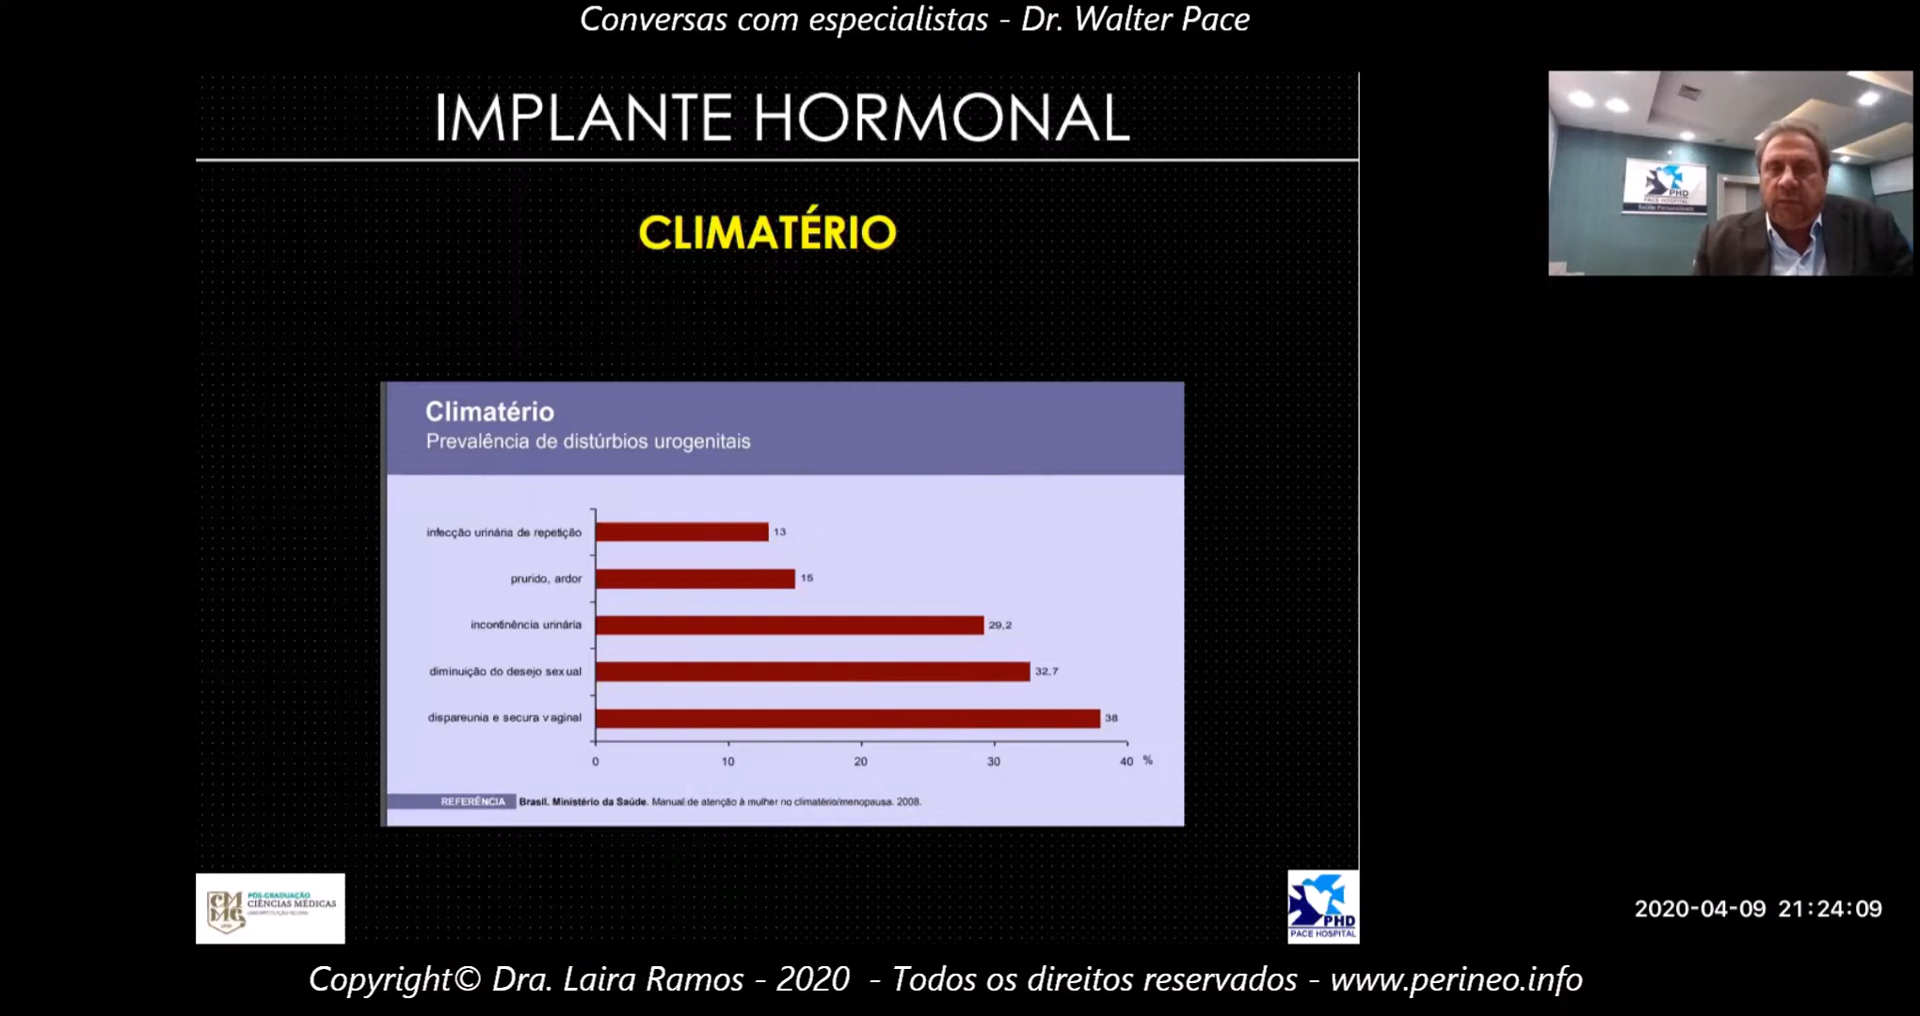 Conversas com especialistas - Dr. Walter Pace
IMPLANTE HORMONAL
CLIMATÉRIO
PHD
PACE HOSPITAL
Climatério
Prevalência de distúrbios urogenitais
infecção urinária de repetição 13
prurido, ardor 15
incontinência urinária 29,2
diminuição do desejo sexual 32,7
dispareunia e secura vaginal 38
0 10 20 30 40 %
REFERÊNCIA Brasil. Ministério da Saúde. Manual de atenção à mulher no climatério/menopausa. 2008.
CMMG
PÓS-GRADUAÇÃO
CIÊNCIAS MÉDICAS
PHD
PACE HOSPITAL
2020-04-09 21:24:09
Copyright© Dra. Laira Ramos - 2020 - Todos os direitos reservados - www.perineo.info